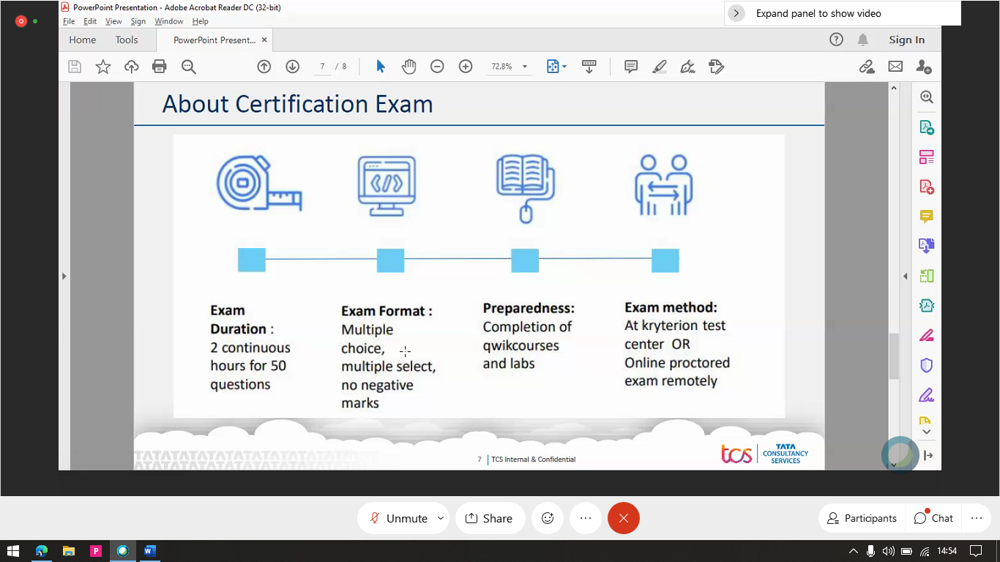 PowerPoint Presentation - Adobe Acrobat Reader DC (32-bit)
Expand panel to show video
File Edit View Sign Window Help
Home Tools PowerPoint Present... ×
Sign In
7 / 8
72.8%
About Certification Exam
</>
Exam
Duration :
2 continuous
hours for 50
questions
Exam Format :
Multiple
choice,
multiple select,
no negative
marks
Preparedness:
Completion of
qwikcourses
and labs
Exam method:
At kryterion test
center OR
Online proctored
exam remotely
TATATATATATATATATATATATA
7 | TCS Internal & Confidential
tcs
TATA
CONSULTANCY
SERVICES
Unmute
Share
Participants
Chat
P
W
14:54